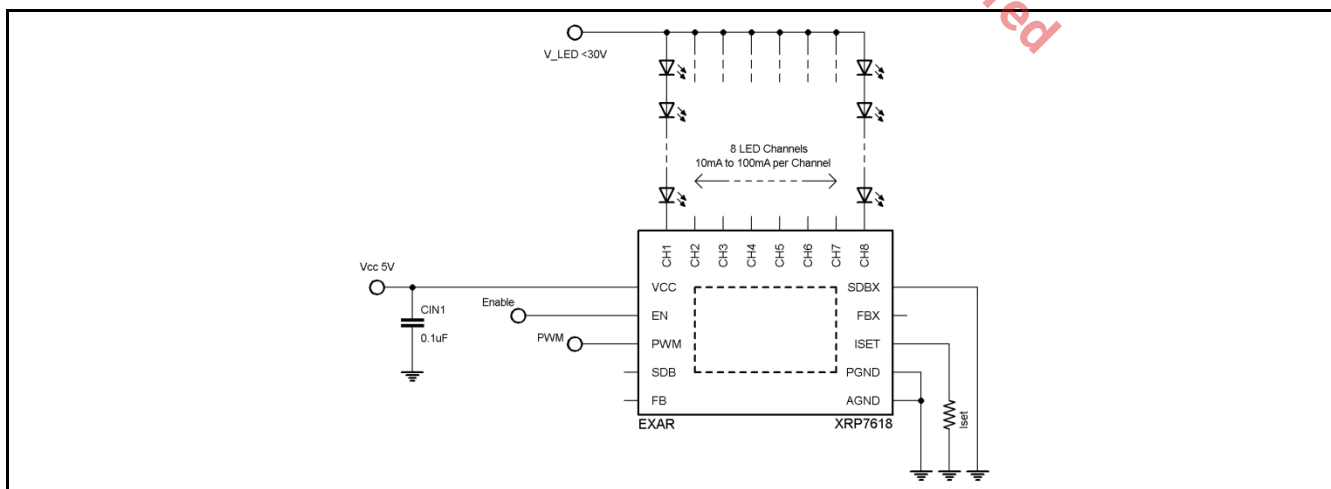 red
V_LED <30V
8 LED Channels
10mA to 100mA per Channel
CH1 CH2 CH3 CH4 CH5 CH6 CH7 CH8
Vcc 5V
VCC
SDBX
CIN1
Enable
EN
FBX
0.1uF
PWM
PWM
ISET
SDB
PGND
FB
AGND
Iset
EXAR
XRP7618